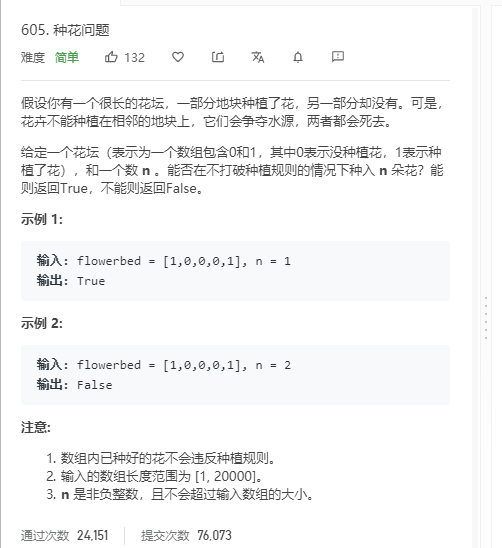 605. 种花问题
难度 简单 132
假设你有一个很长的花坛，一部分地块种植了花，另一部分却没有。可是，
花卉不能种植在相邻的地块上，它们会争夺水源，两者都会死去。
给定一个花坛（表示为一个数组包含0和1，其中0表示没种植花，1表示种
植了花），和一个数 n 。能否在不打破种植规则的情况下种入 n 朵花？能
则返回True，不能则返回False。
示例 1:
输入: flowerbed = [1,0,0,0,1], n = 1
输出: True
示例 2:
输入: flowerbed = [1,0,0,0,1], n = 2
输出: False
注意:
1. 数组内已种好的花不会违反种植规则。
2. 输入的数组长度范围为 [1, 20000]。
3. n 是非负整数，且不会超过输入数组的大小。
通过次数 24,151 提交次数 76,073